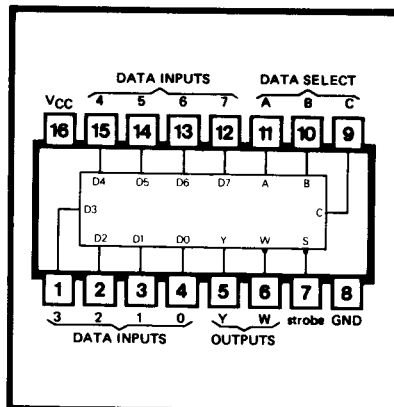 DATA INPUTS DATA SELECT
VCC 4 5 6 7 A B C
16 15 14 13 12 11 10 9
D4 D5 D6 D7 A B
D3 C
D2 D1 D0 Y W S
1 2 3 4 5 6 7 8
3 2 1 0 Y W strobe GND
DATA INPUTS OUTPUTS